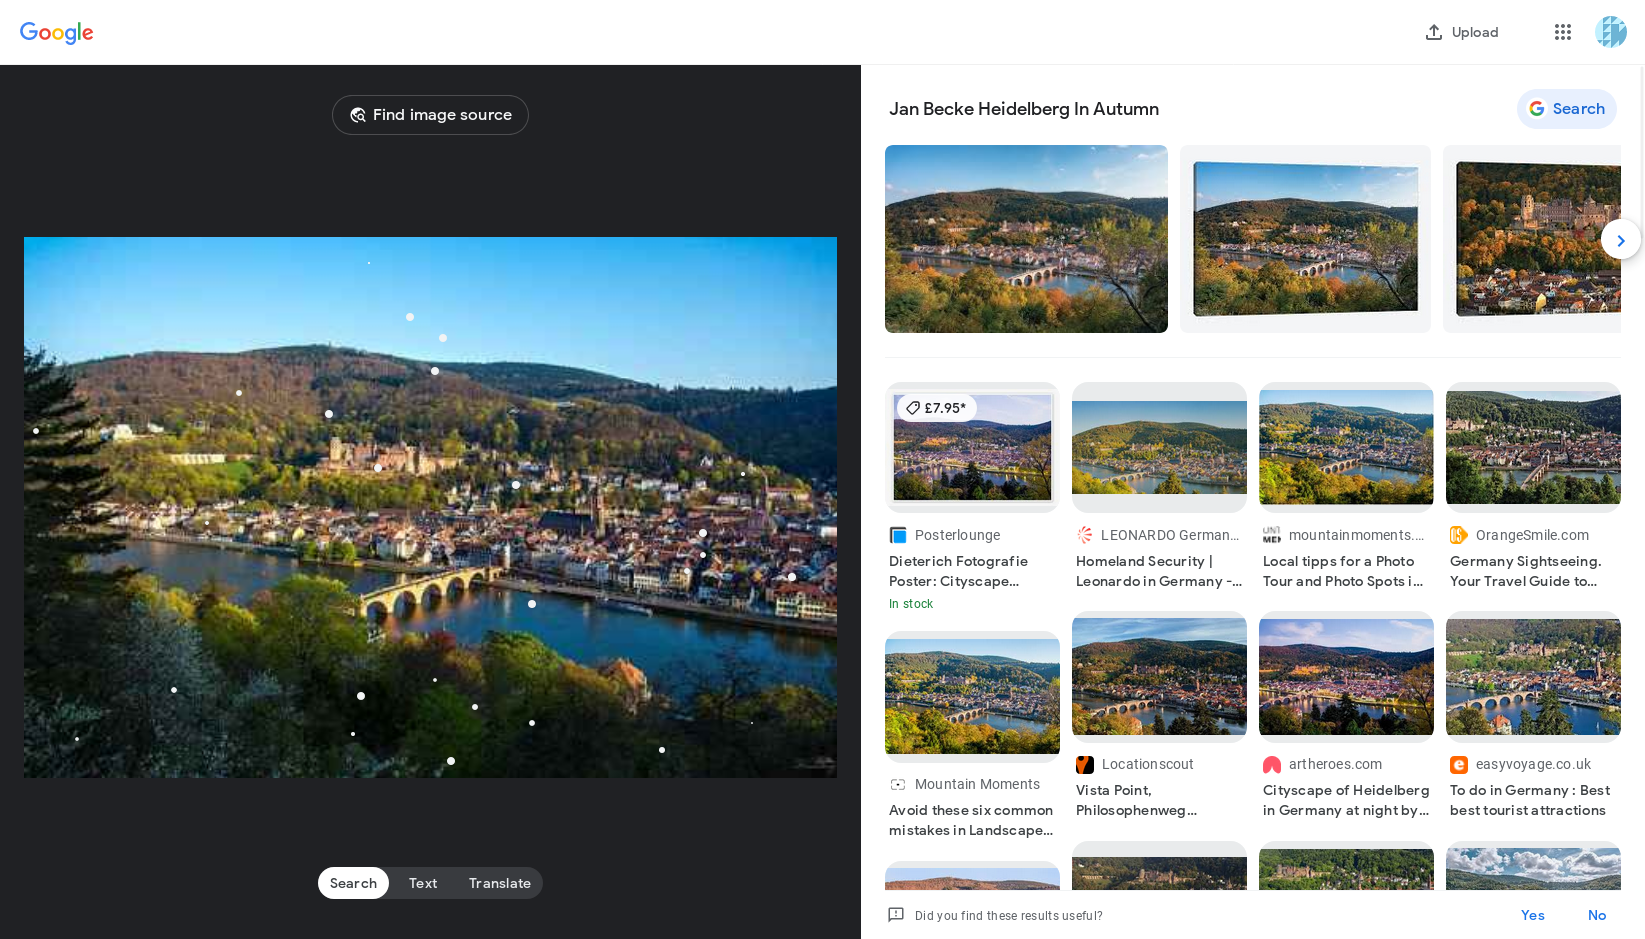 Google
Upload
Find image source
Jan Becke Heidelberg In Autumn
Search
£7.95*
Posterlounge
Dieterich Fotografie
Poster: Cityscape...
In stock
LEONARDO German...
Homeland Security |
Leonardo in Germany -...
mountainmoments....
Local tipps for a Photo
Tour and Photo Spots i...
OrangeSmile.com
Germany Sightseeing.
Your Travel Guide to...
Mountain Moments
Avoid these six common
mistakes in Landscape...
Locationscout
Vista Point,
Philosophenweg...
artheroes.com
Cityscape of Heidelberg
in Germany at night by...
easyvoyage.co.uk
To do in Germany : Best
best tourist attractions
Search Text Translate
Did you find these results useful?
Yes No